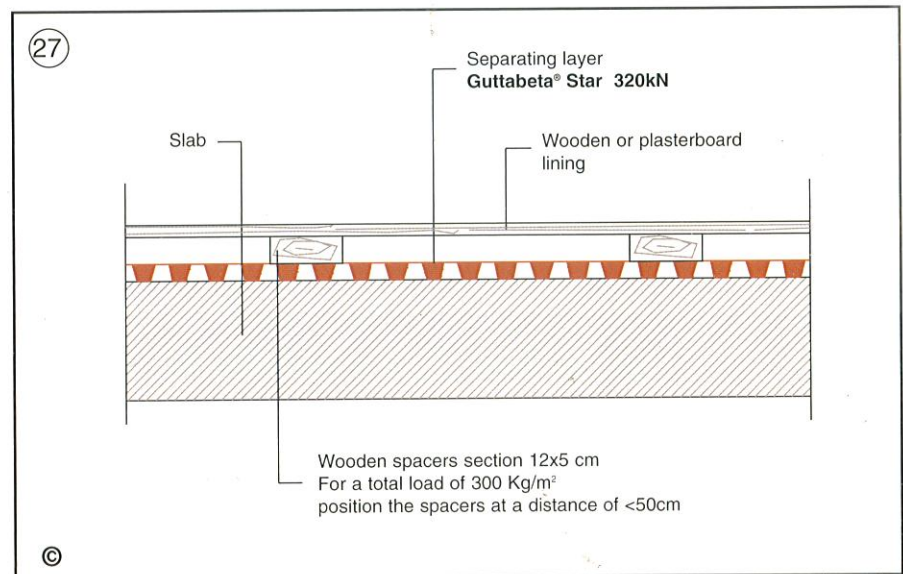 27
Separating layer
Guttabeta® Star 320kN
Slab
Wooden or plasterboard
lining
Wooden spacers section 12x5 cm
For a total load of 300 Kg/m²
position the spacers at a distance of <50cm
©